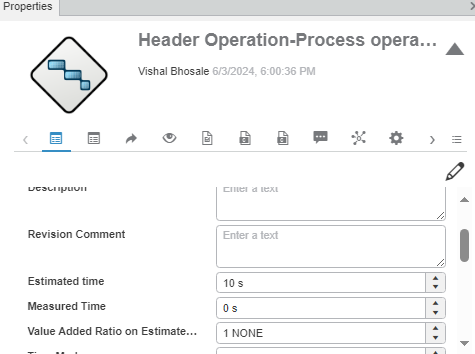 Properties
Header Operation-Process opera...
Vishal Bhosale 6/3/2024, 6:00:36 PM
Description
Enter a text
Revision Comment
Enter a text
Estimated time
10 s
Measured Time
0 s
Value Added Ratio on Estimate...
1 NONE